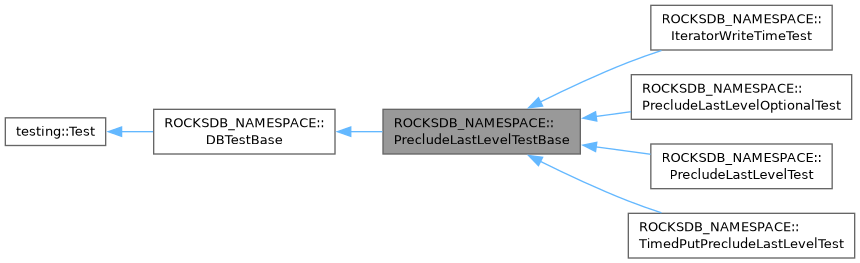 testing::Test
ROCKSDB_NAMESPACE::
DBTestBase
ROCKSDB_NAMESPACE::
PrecludeLastLevelTestBase
ROCKSDB_NAMESPACE::
IteratorWriteTimeTest
ROCKSDB_NAMESPACE::
PrecludeLastLevelOptionalTest
ROCKSDB_NAMESPACE::
PrecludeLastLevelTest
ROCKSDB_NAMESPACE::
TimedPutPrecludeLastLevelTest